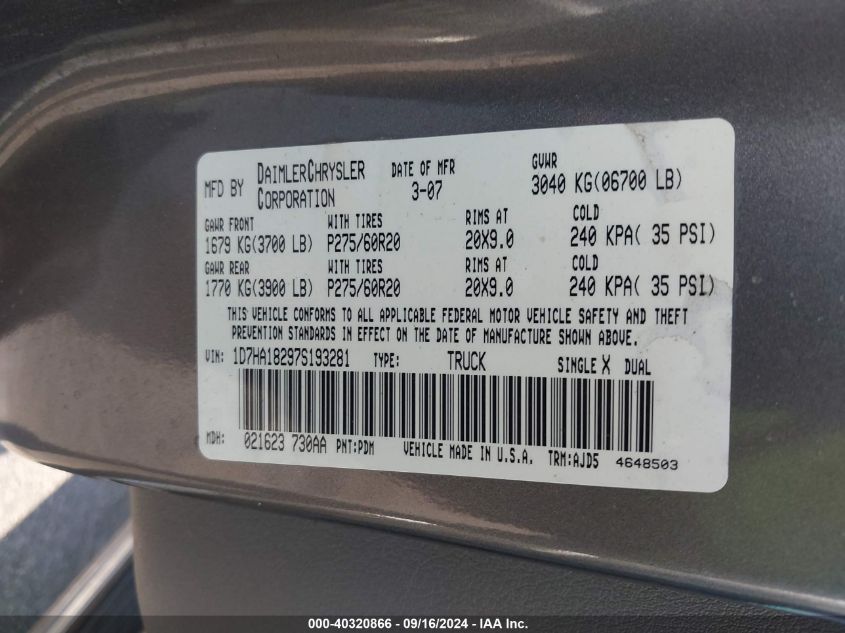 MFD BY DAIMLERCHRYSLER CORPORATION DATE OF MFR 3-07 GVWR 3040 KG(06700 LB)
GAWR FRONT WITH TIRES RIMS AT COLD
1679 KG(3700 LB) P275/60R20 20X9.0 240 KPA( 35 PSI)
GAWR REAR WITH TIRES RIMS AT COLD
1770 KG(3900 LB) P275/60R20 20X9.0 240 KPA( 35 PSI)
THIS VEHICLE CONFORMS TO ALL APPLICABLE FEDERAL MOTOR VEHICLE SAFETY AND THEFT
PREVENTION STANDARDS IN EFFECT ON THE DATE OF MANUFACTURE SHOWN ABOVE.
VIN: 1D7HA18297S193281 TYPE: TRUCK SINGLE X DUAL
MDH: 021623 730AA PNT:PDM VEHICLE MADE IN U.S.A. TRM:AJD5 4648503
000-40320866 - 09/16/2024 - IAA Inc.